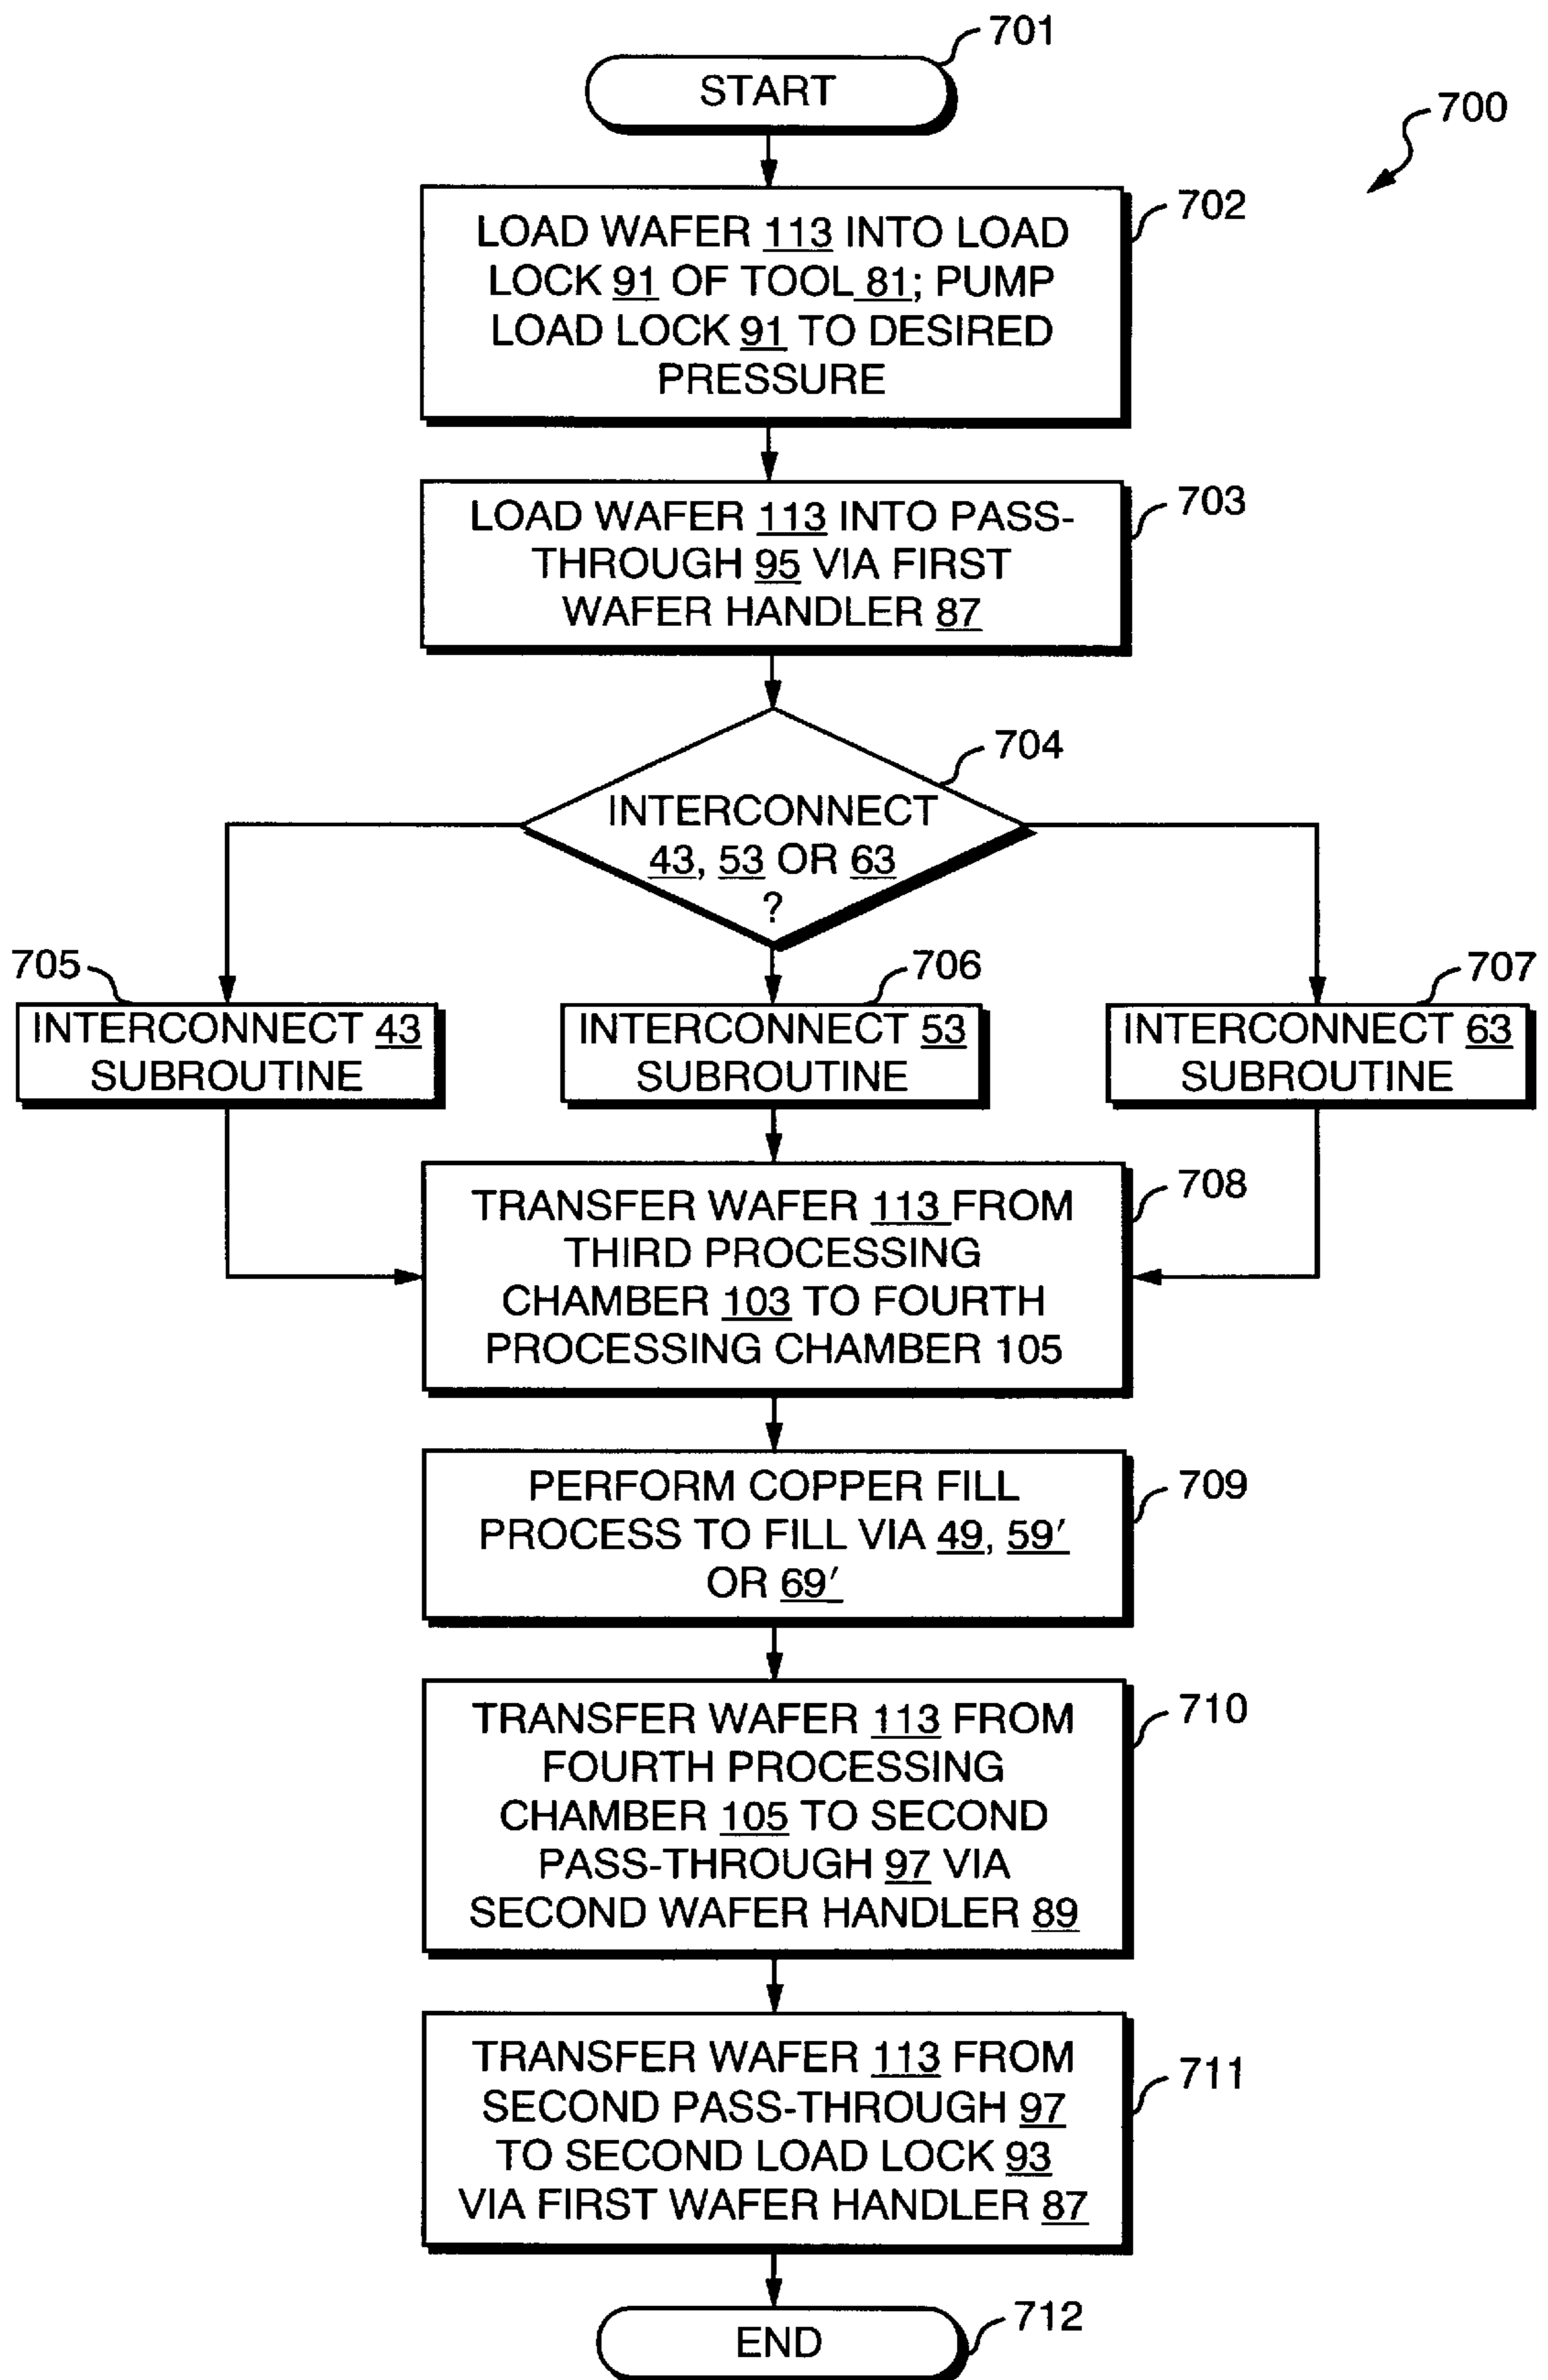 701
START
700
702
LOAD WAFER 113 INTO LOAD
LOCK 91 OF TOOL 81; PUMP
LOAD LOCK 91 TO DESIRED
PRESSURE
703
LOAD WAFER 113 INTO PASS-
THROUGH 95 VIA FIRST
WAFER HANDLER 87
704
INTERCONNECT
43, 53 OR 63
?
705
INTERCONNECT 43
SUBROUTINE
706
INTERCONNECT 53
SUBROUTINE
707
INTERCONNECT 63
SUBROUTINE
708
TRANSFER WAFER 113 FROM
THIRD PROCESSING
CHAMBER 103 TO FOURTH
PROCESSING CHAMBER 105
709
PERFORM COPPER FILL
PROCESS TO FILL VIA 49, 59′
OR 69′
710
TRANSFER WAFER 113 FROM
FOURTH PROCESSING
CHAMBER 105 TO SECOND
PASS-THROUGH 97 VIA
SECOND WAFER HANDLER 89
711
TRANSFER WAFER 113 FROM
SECOND PASS-THROUGH 97
TO SECOND LOAD LOCK 93
VIA FIRST WAFER HANDLER 87
712
END